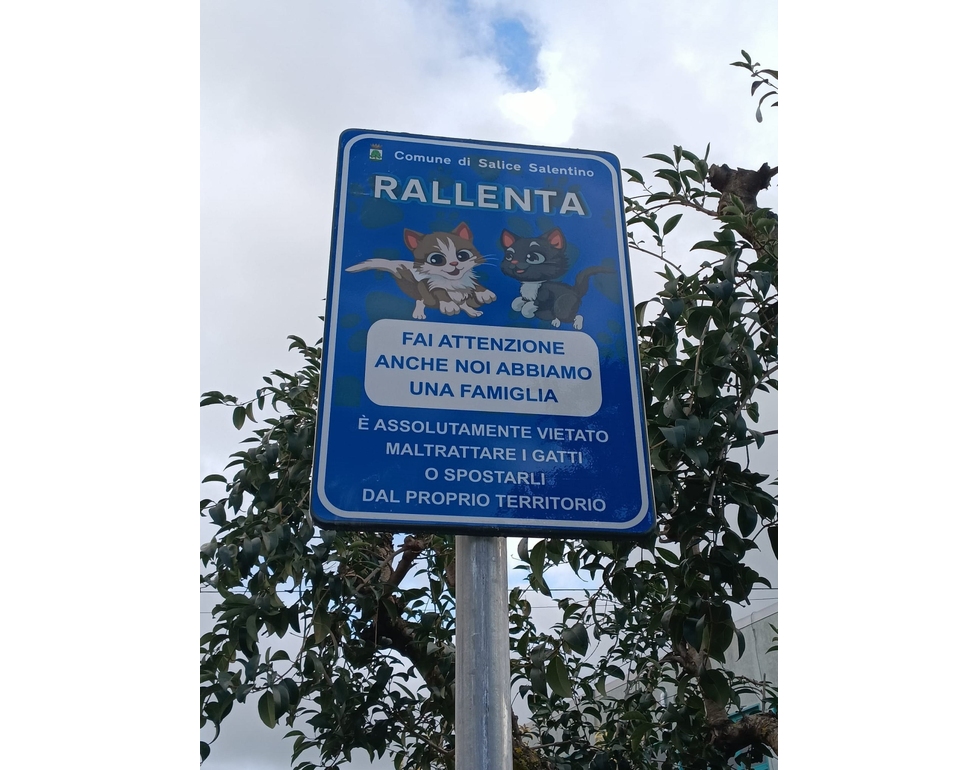 Comune di Salice Salentino
RALLENTA
FAI ATTENZIONE
ANCHE NOI ABBIAMO
UNA FAMIGLIA
È ASSOLUTAMENTE VIETATO
MALTRATTARE I GATTI
O SPOSTARLI
DAL PROPRIO TERRITORIO